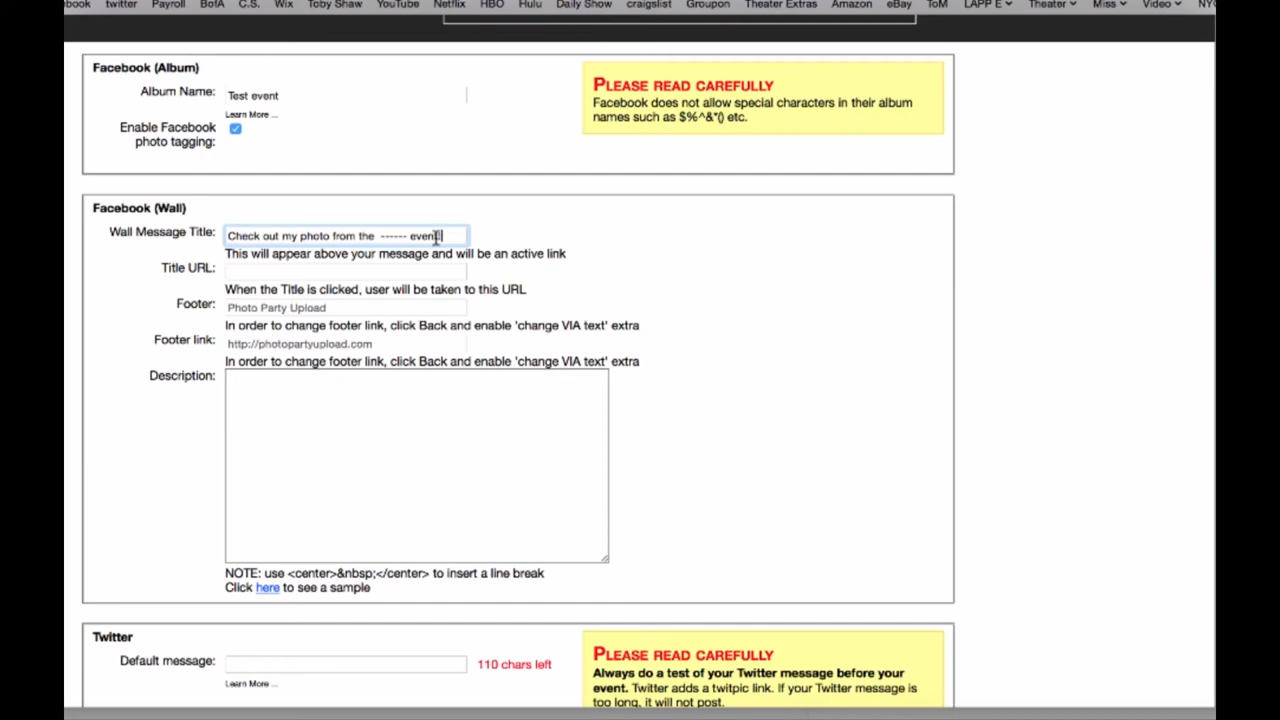 book twitter Payroll BofA C.S. Wix Toby Shaw YouTube Netflix HBO Hulu Daily Show craigslist Groupon Theater Extras Amazon eBay ToM LAPP E Theater Miss Video NYC
Facebook (Album)
Album Name: Test event
Learn More ...
Enable Facebook
photo tagging:
PLEASE READ CAREFULLY
Facebook does not allow special characters in their album
names such as $%^&*() etc.
Facebook (Wall)
Wall Message Title: Check out my photo from the ------ event
This will appear above your message and will be an active link
Title URL:
When the Title is clicked, user will be taken to this URL
Footer: Photo Party Upload
In order to change footer link, click Back and enable 'change VIA text' extra
Footer link: http://photopartyupload.com
In order to change footer link, click Back and enable 'change VIA text' extra
Description:
NOTE: use <center>&nbsp;</center> to insert a line break
Click here to see a sample
Twitter
Default message: 110 chars left
Learn More ...
PLEASE READ CAREFULLY
Always do a test of your Twitter message before your
event. Twitter adds a twitpic link. If your Twitter message is
too long, it will not post.